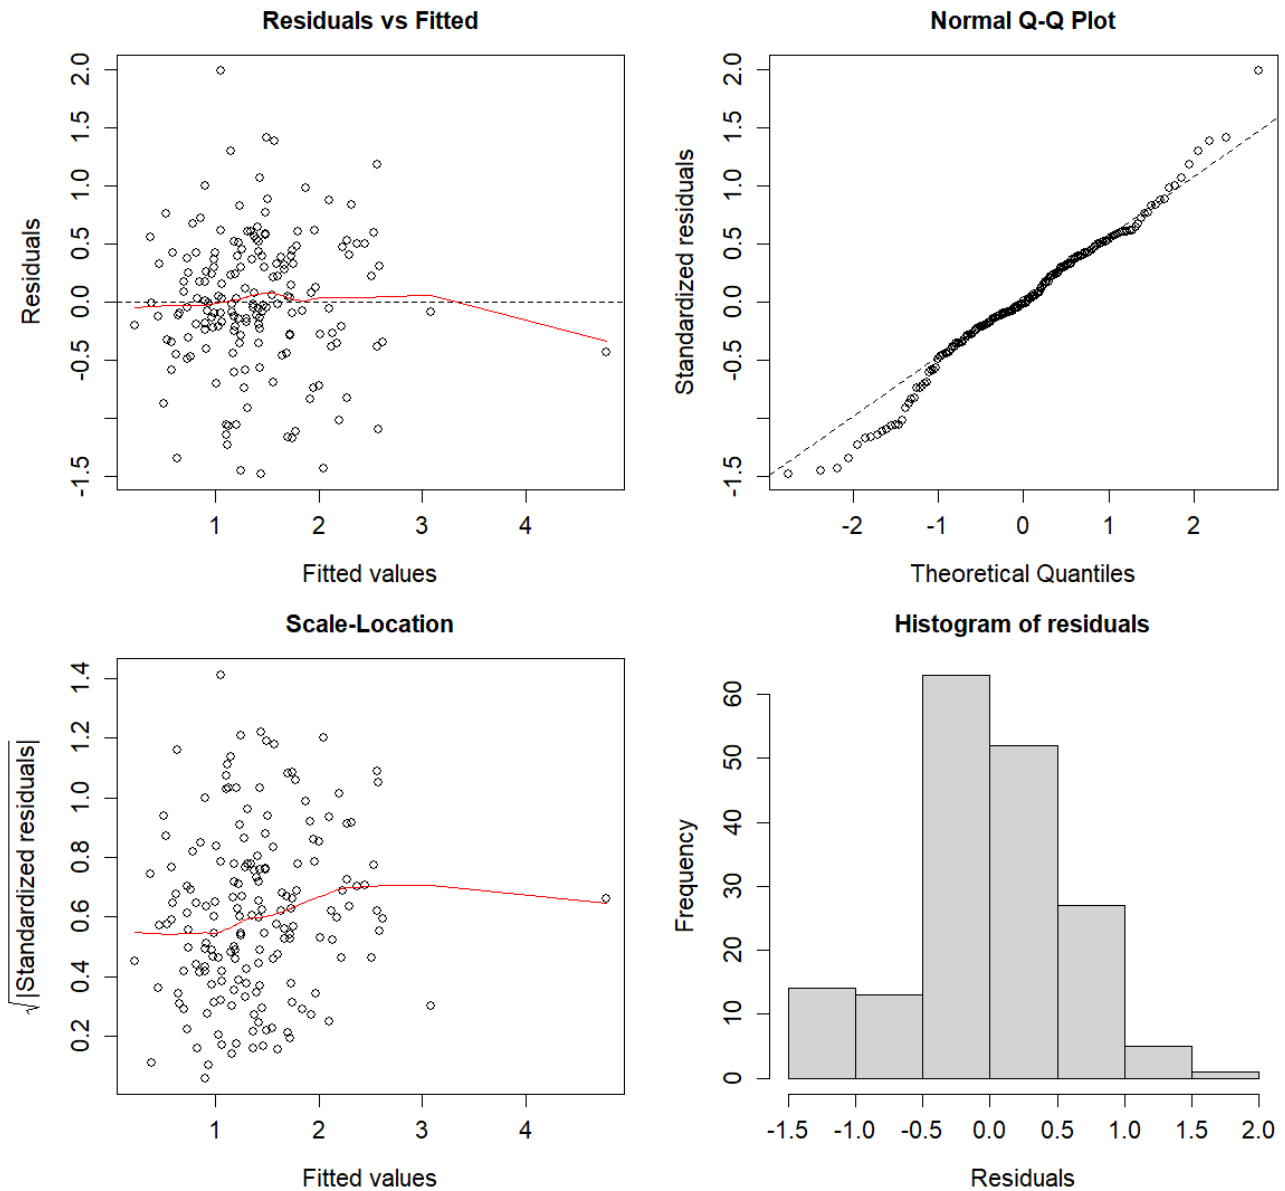 Residuals vs Fitted
Residuals
2.0
1.5
1.0
0.5
0.0
-0.5
-1.5
1 2 3 4
Fitted values
Normal Q-Q Plot
Standardized residuals
2.0
1.5
1.0
0.5
0.0
-0.5
-1.5
-2 -1 0 1 2
Theoretical Quantiles
Scale-Location
√|Standardized residuals|
1.4
1.2
1.0
0.8
0.6
0.4
0.2
1 2 3 4
Fitted values
Histogram of residuals
Frequency
60
50
40
30
20
10
0
-1.5 -1.0 -0.5 0.0 0.5 1.0 1.5 2.0
Residuals